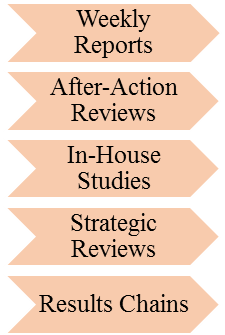 Weekly
Reports
After-Action
Reviews
In-House
Studies
Strategic
Reviews
Results Chains